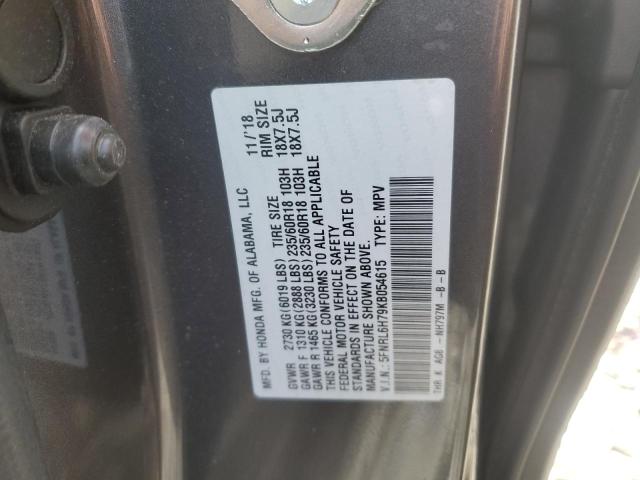 MFD. BY HONDA MFG. OF ALABAMA, LLC 11/'18
TIRE SIZE RIM SIZE
GVWR 2730 KG(6019 LBS)
GAWR F 1310 KG(2888 LBS) 235/60R18 103H 18X7.5J
GAWR R 1465 KG(3230 LBS) 235/60R18 103H 18X7.5J
THIS VEHICLE CONFORMS TO ALL APPLICABLE
FEDERAL MOTOR VEHICLE SAFETY
STANDARDS IN EFFECT ON THE DATE OF
MANUFACTURE SHOWN ABOVE.
V.I.N.: 5FNRL6H79KB054615 TYPE: MPV
THR K AG8 -NH797M -B -B